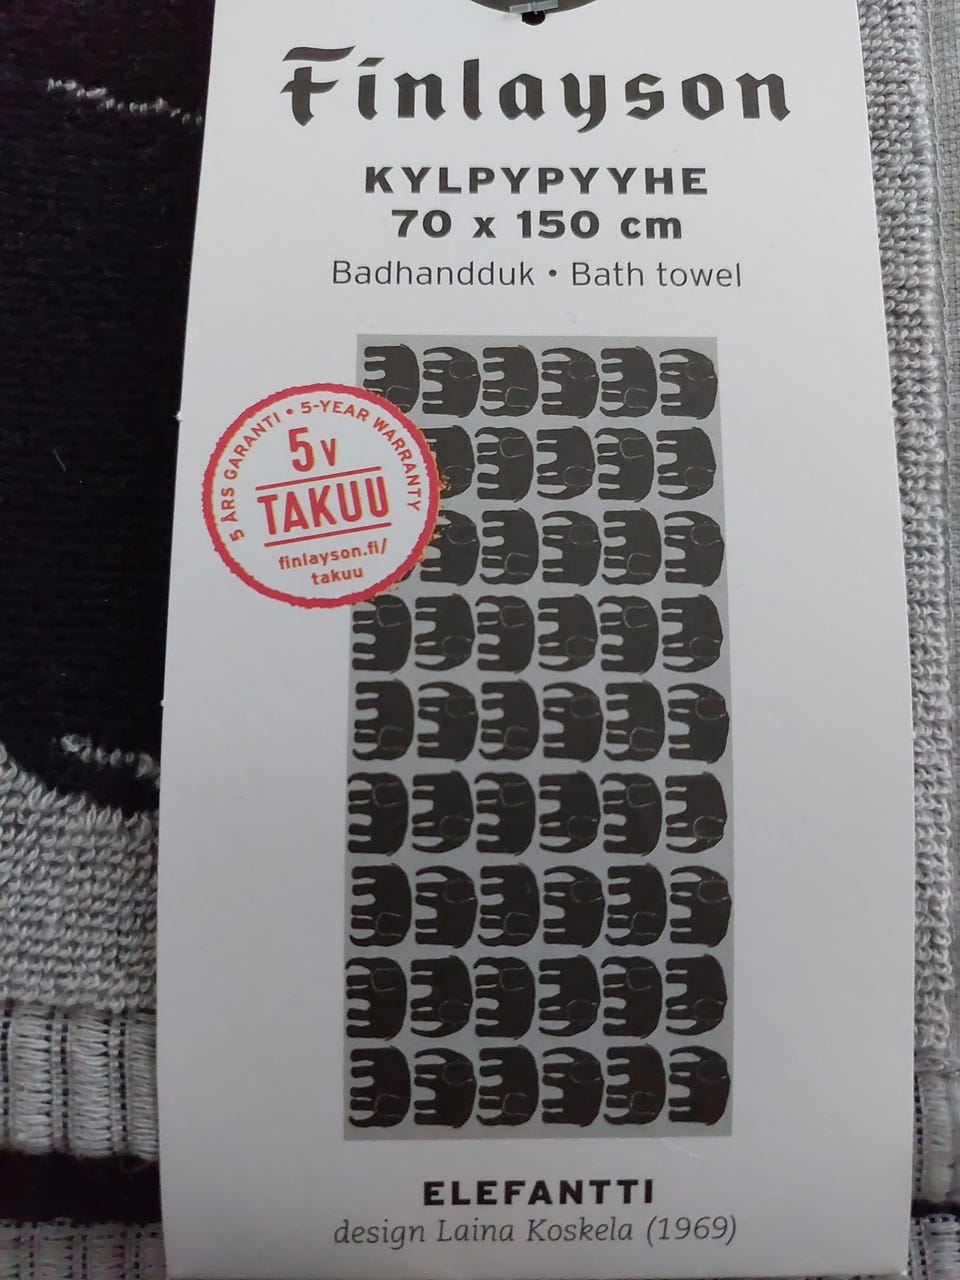 Finlayson
KYLPYPYYHE
70 x 150 cm
Badhandduk • Bath towel
5 ÅRS GARANTI • 5-YEAR WARRANTY
5 V
TAKUU
finlayson.fi/
takuu
ELEFANTTI
design Laina Koskela (1969)